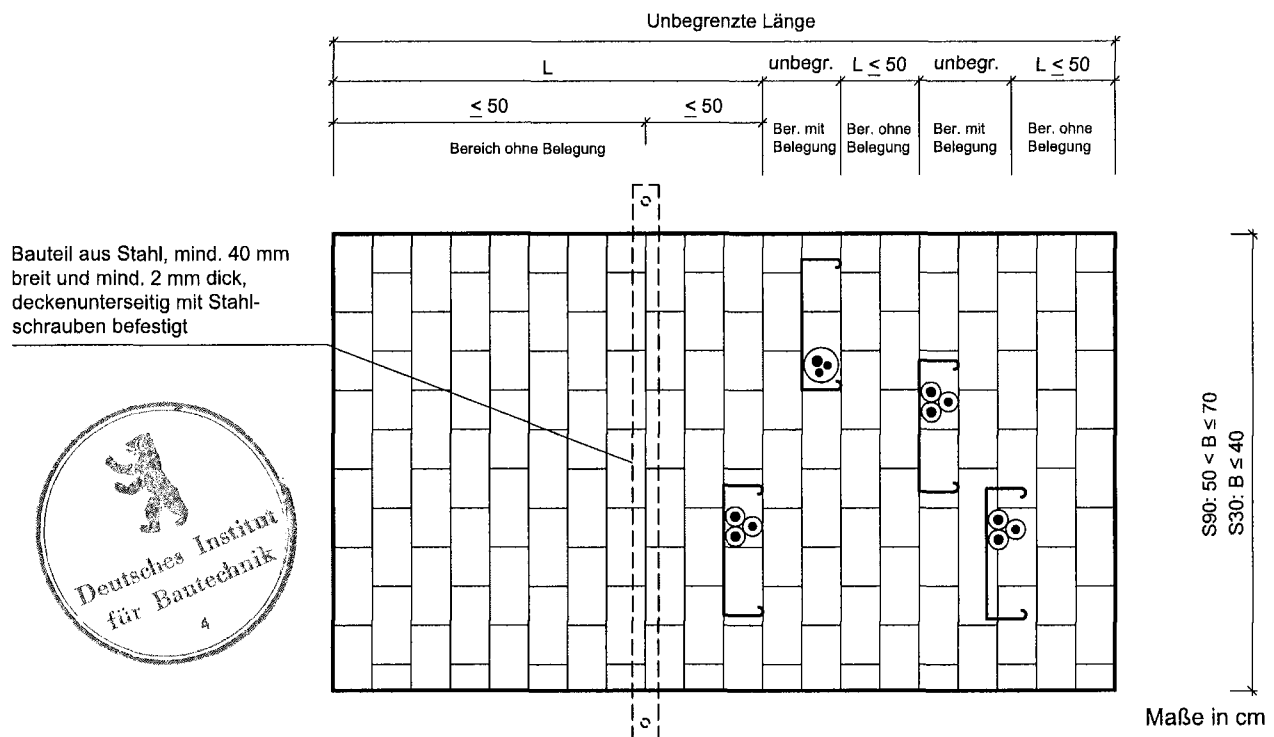 Unbegrenzte Länge
L
unbegr.
L ≤ 50
unbegr.
L ≤ 50
≤ 50
≤ 50
Bereich ohne Belegung
Ber. mit
Belegung
Ber. ohne
Belegung
Ber. mit
Belegung
Ber. ohne
Belegung
Bauteil aus Stahl, mind. 40 mm
breit und mind. 2 mm dick,
deckenunterseitig mit Stahl-
schrauben befestigt
Deutsches Institut
für Bautechnik
4
S90: 50 < B ≤ 70
S30: B ≤ 40
Maße in cm